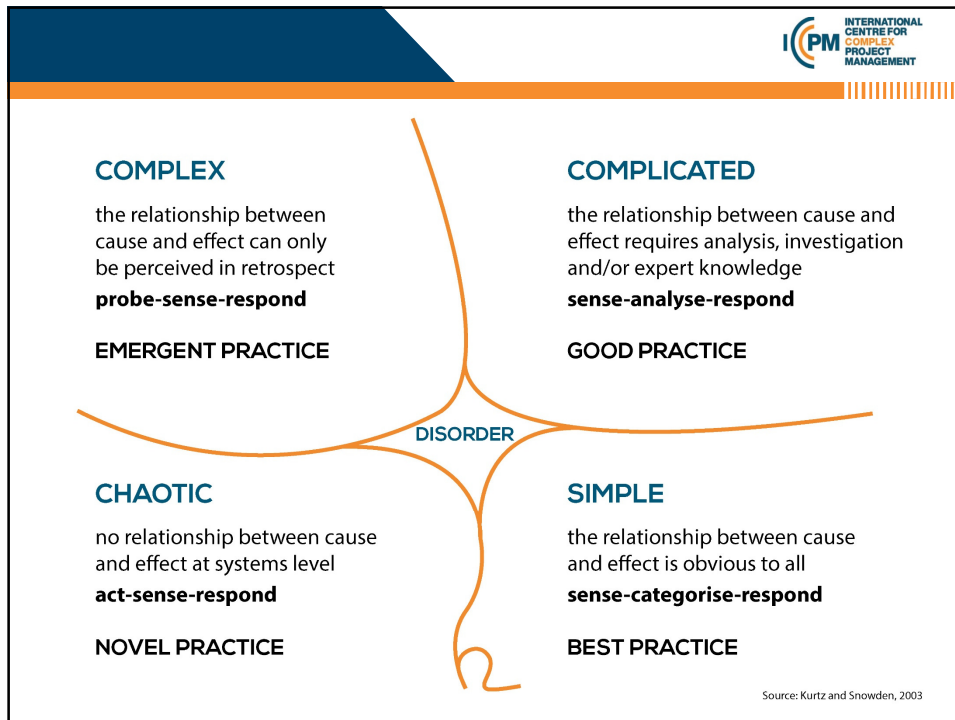 ICCPM
INTERNATIONAL
CENTRE FOR
COMPLEX
PROJECT
MANAGEMENT
COMPLEX
the relationship between
cause and effect can only
be perceived in retrospect
probe-sense-respond
EMERGENT PRACTICE
COMPLICATED
the relationship between cause and
effect requires analysis, investigation
and/or expert knowledge
sense-analyse-respond
GOOD PRACTICE
DISORDER
CHAOTIC
no relationship between cause
and effect at systems level
act-sense-respond
NOVEL PRACTICE
SIMPLE
the relationship between cause
and effect is obvious to all
sense-categorise-respond
BEST PRACTICE
Source: Kurtz and Snowden, 2003